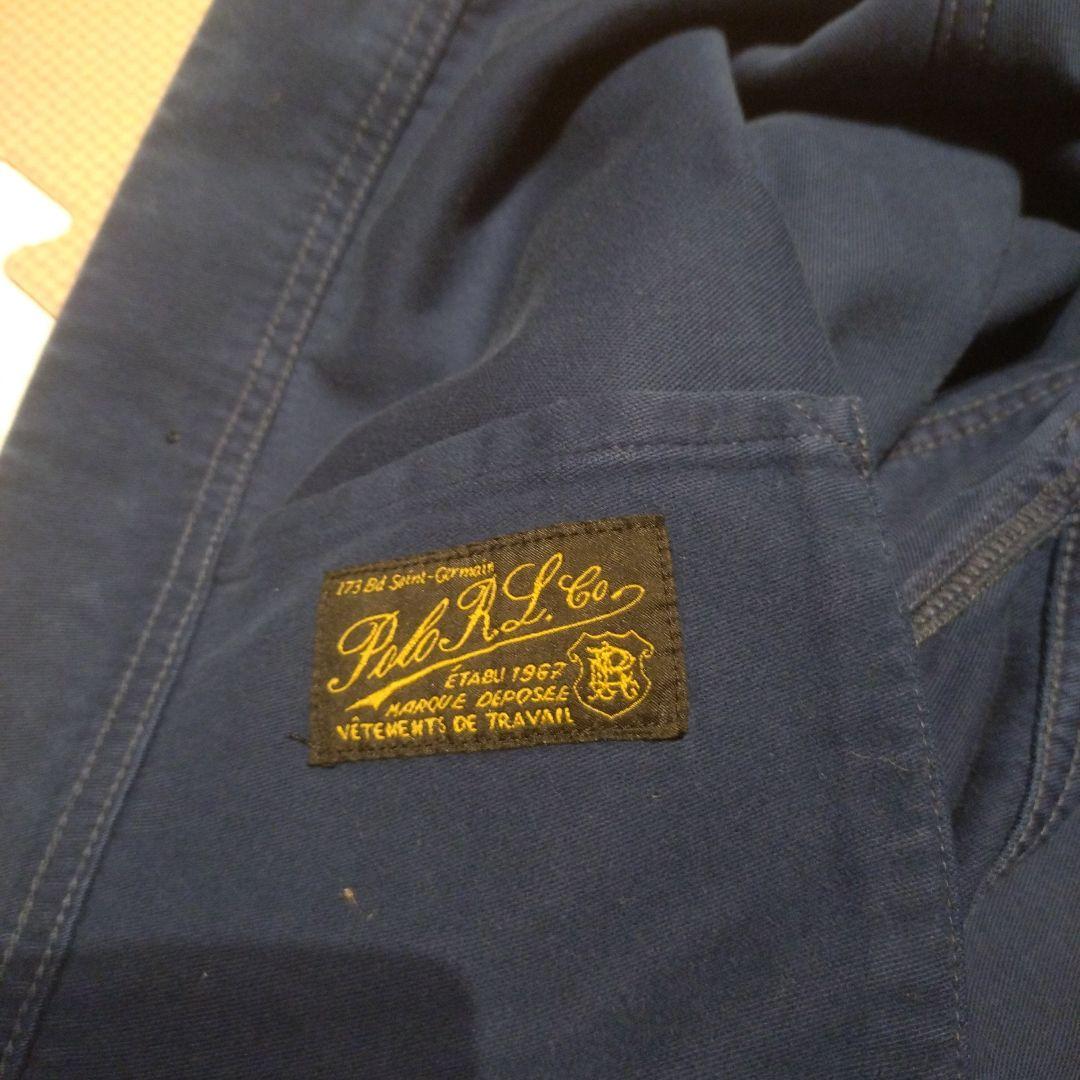 173 Bd Saint-Germain
Polo R.L. Co.
ÉTABLI 1967
MARQUE DEPOSEE
VÊTEMENTS DE TRAVAIL